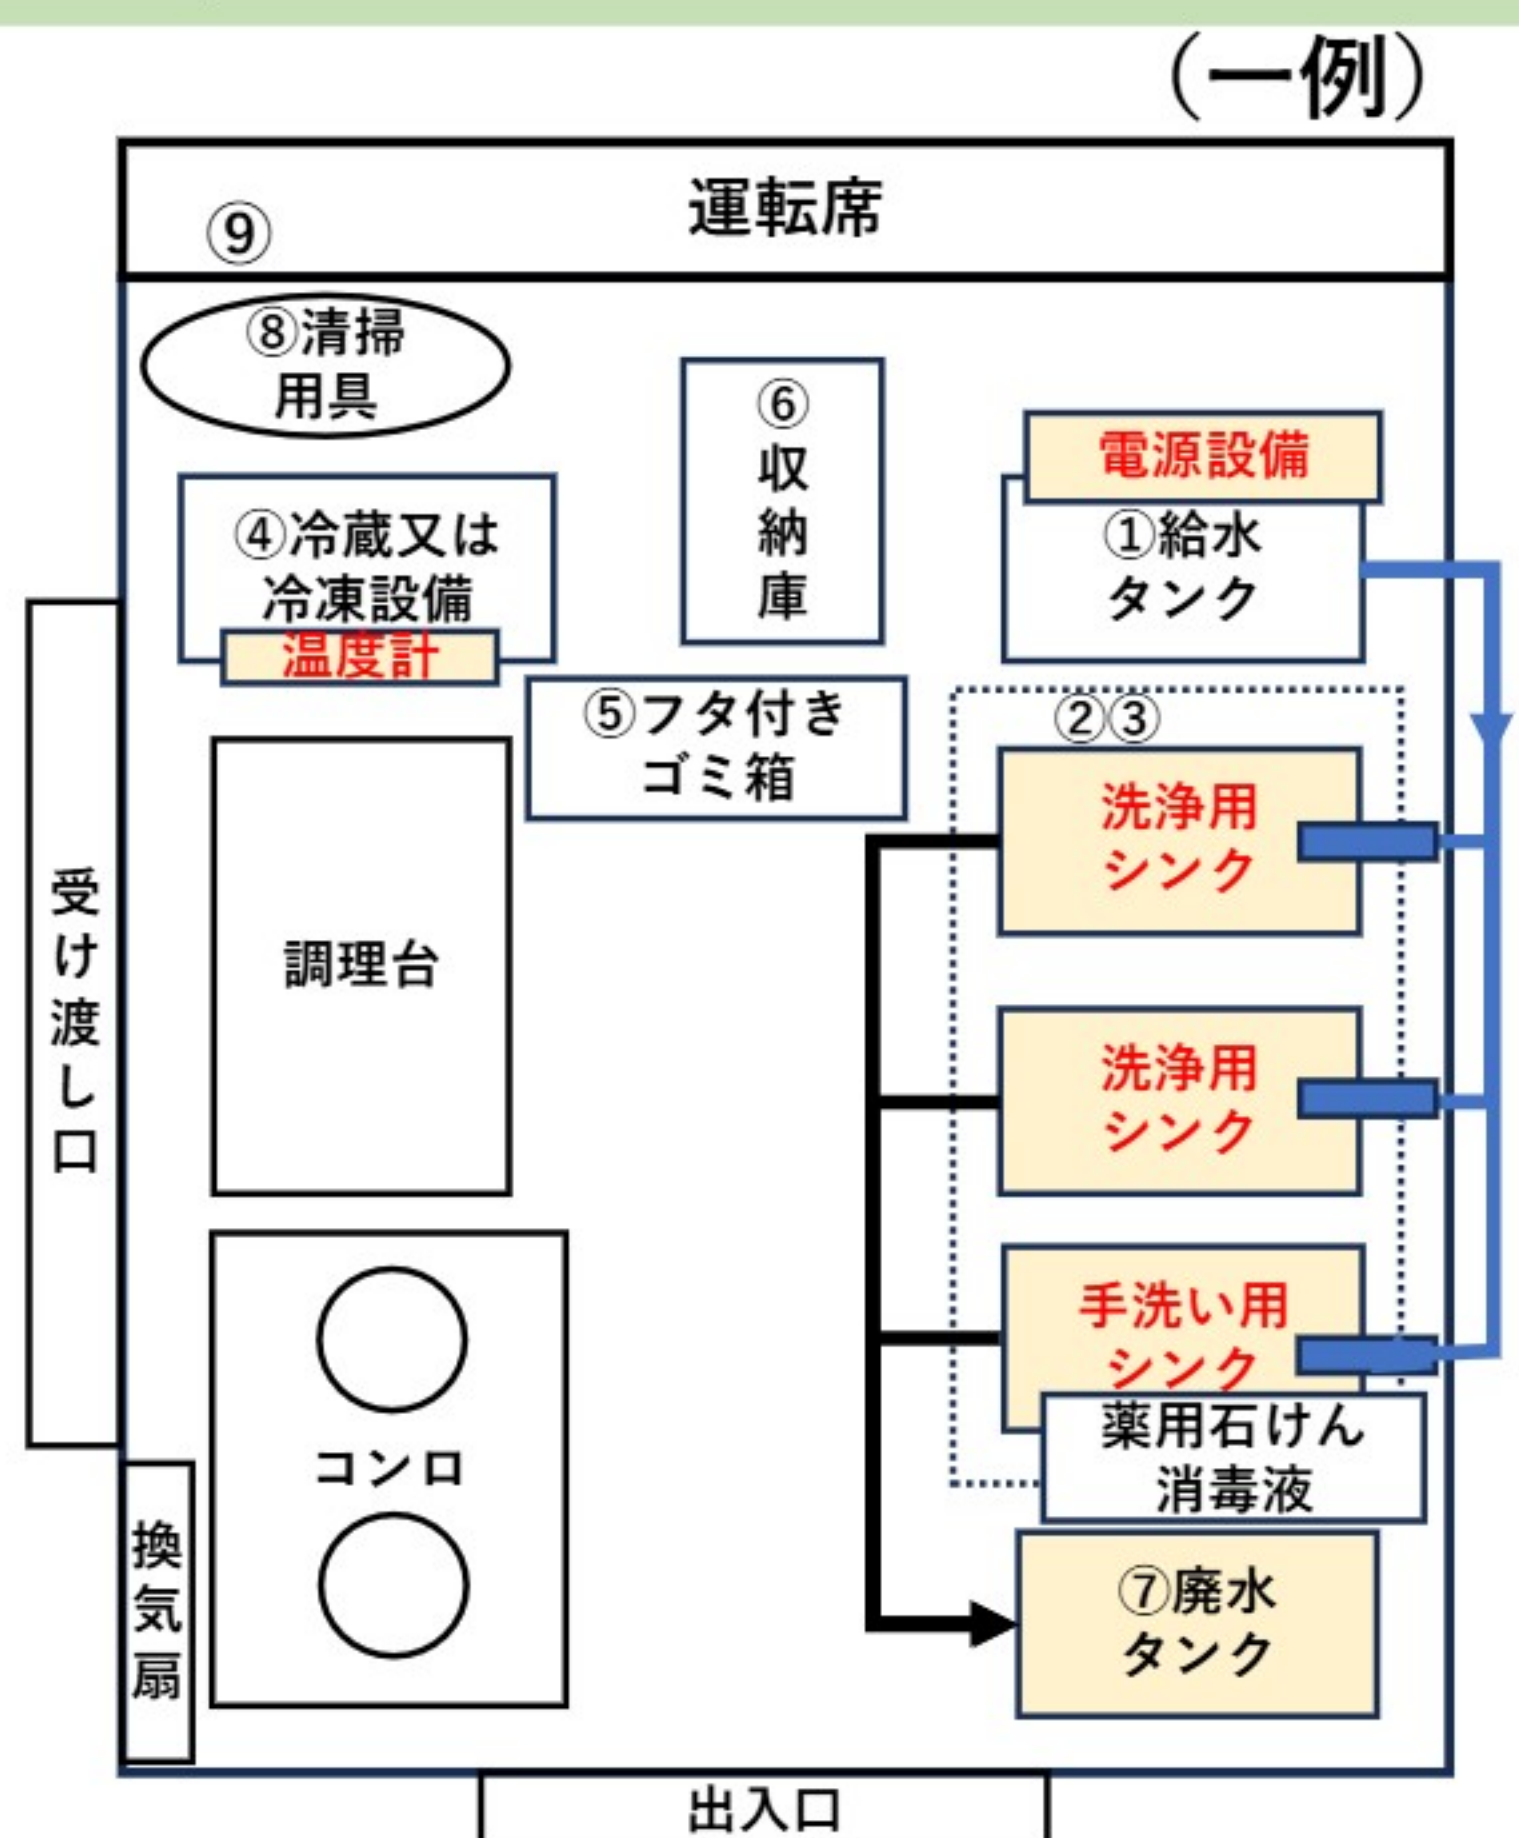 （一例）
運転席
⑨
⑧清掃
用具
⑥
収
納
庫
電源設備
①給水
タンク
④冷蔵又は
冷凍設備
温度計
⑤フタ付き
ゴミ箱
②③
洗浄用
シンク
調理台
受け渡し口
洗浄用
シンク
手洗い用
シンク
薬用石けん
消毒液
コンロ
換気扇
⑦廃水
タンク
出入口